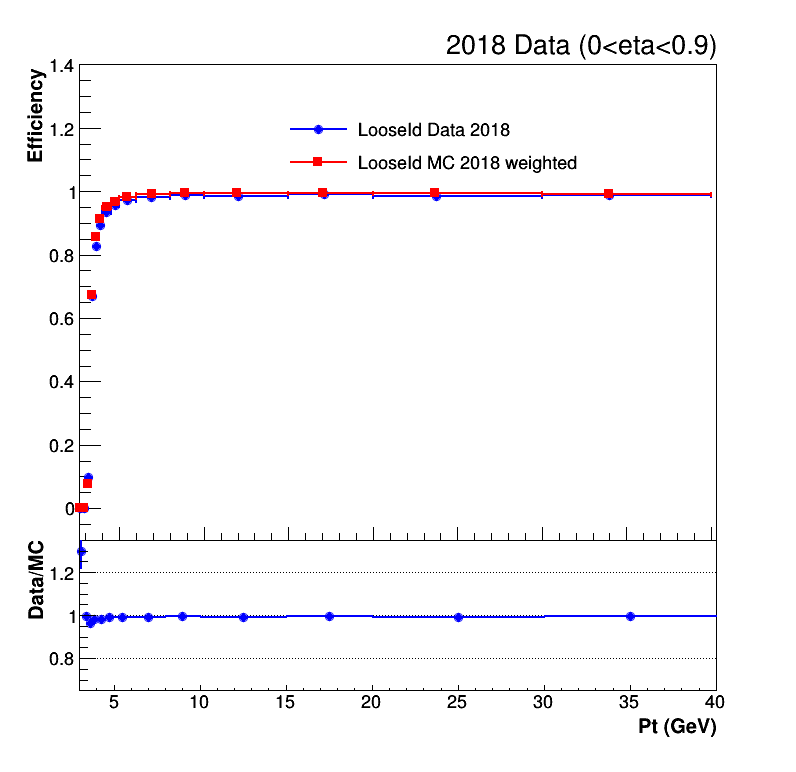 2018 Data (0<eta<0.9)
Efficiency
1.4
1.2
1
0.8
0.6
0.4
0.2
0
LooseId Data 2018
LooseId MC 2018 weighted
Data/MC
1.2
1
0.8
5 10 15 20 25 30 35 40
Pt (GeV)